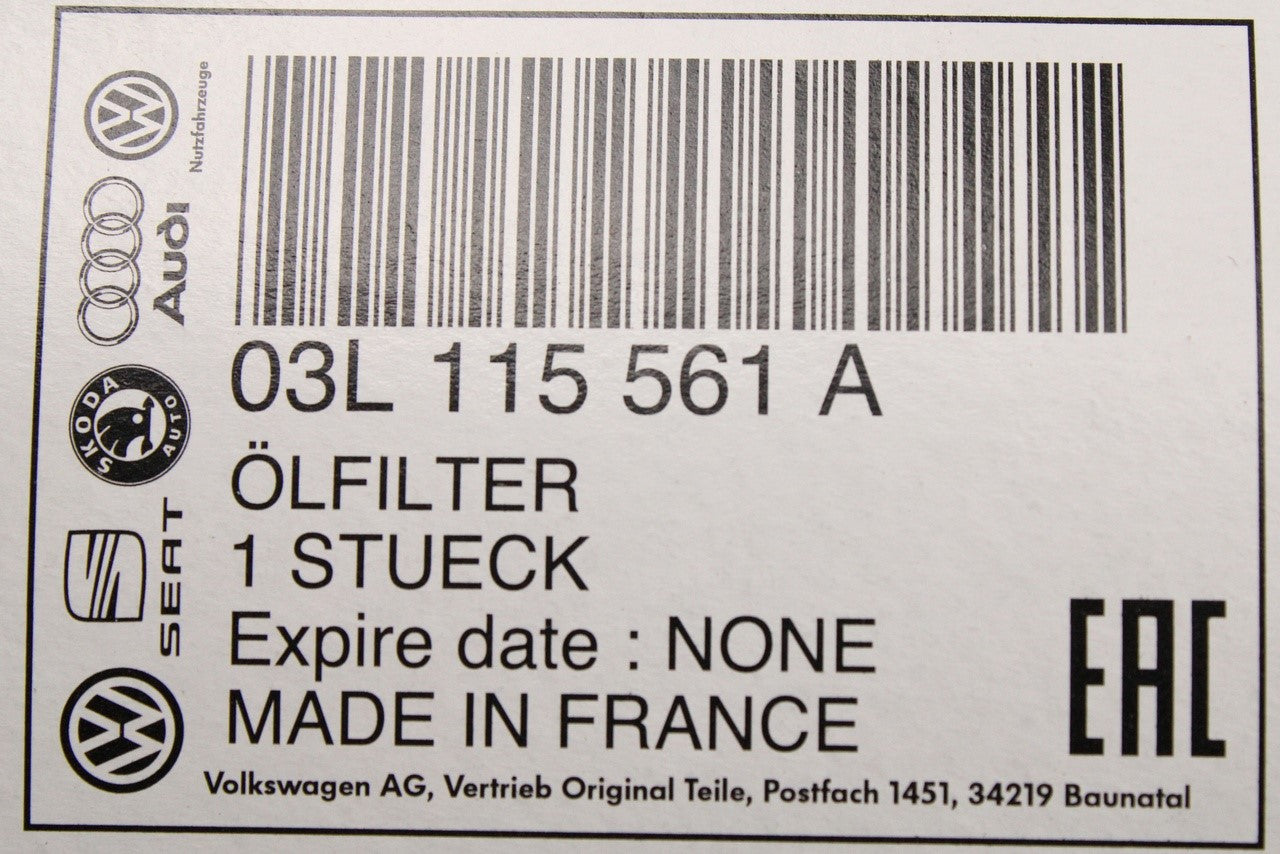 Nutzfahrzeuge
Audi
SKODA
AUTO
SEAT
03L 115 561 A
ÖLFILTER
1 STUECK
Expire date : NONE
MADE IN FRANCE
EAC
Volkswagen AG, Vertrieb Original Teile, Postfach 1451, 34219 Baunatal